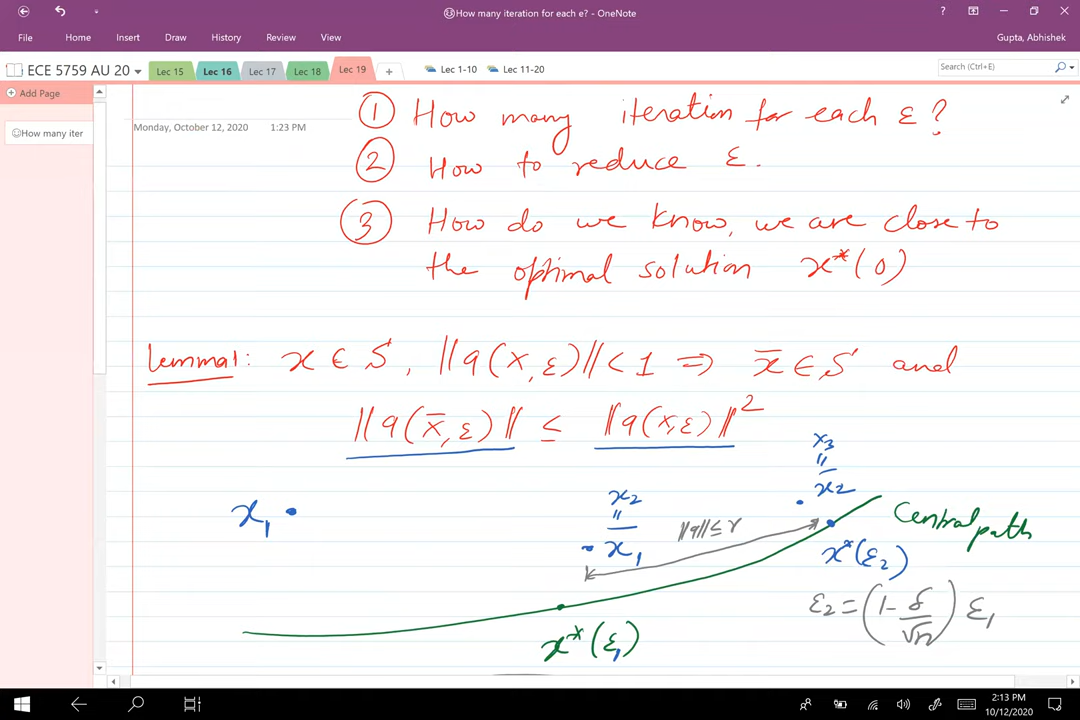 How many iteration for each e? - OneNote
File Home Insert Draw History Review View
Gupta, Abhishek
ECE 5759 AU 20 Lec 15 Lec 16 Lec 17 Lec 18 Lec 19 Lec 1-10 Lec 11-20
Search (Ctrl+E)
Add Page
How many iter
Monday, October 12, 2020 1:23 PM
① How many iteration for each ε?
② How to reduce ε.
③ How do we know, we are close to
the optimal solution x*(0)
Lemma1: x ∈ S, ||q(x, ε)|| < 1 ⇒ x̄ ∈ S and
||q(x̄, ε)|| ≤ ||q(x, ε)||²
x₃
=
x̄₂
x₁
x₂
=
x̄₁
||q|| ≤ γ
Central path
x*(ε₂)
ε₂ = (1 - δ/√n) ε₁
x*(ε₁)
2:13 PM
10/12/2020